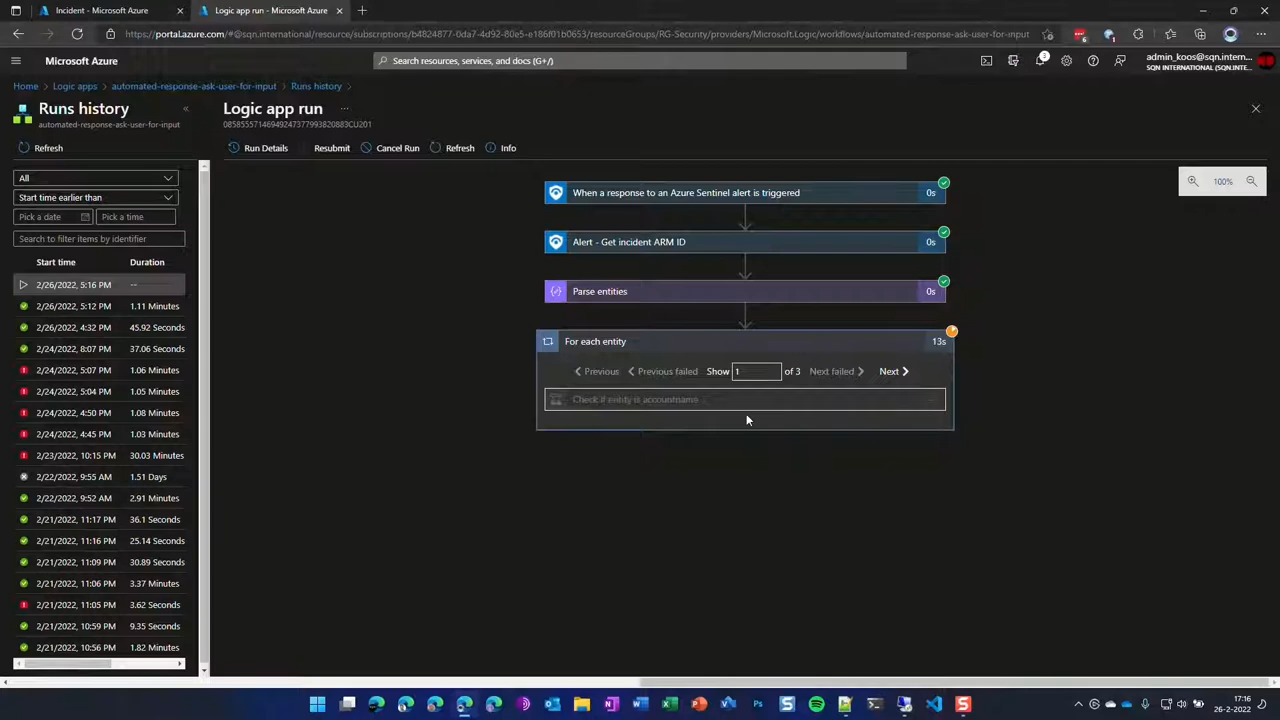 Incident - Microsoft Azure
Logic app run - Microsoft Azure
https://portal.azure.com/#@sqn.international/resource/subscriptions/b4824877-0da7-4d92-80e5-e186f01b0653/resourceGroups/RG-Security/providers/Microsoft.Logic/workflows/automated-response-ask-user-for-input
6
Microsoft Azure
Search resources, services, and docs (G+/)
3
admin_koos@sqn.intern...
SQN INTERNATIONAL (SQN.INTERN...
Home
Logic apps
automated-response-ask-user-for-input
Runs history
Runs history
automated-response-ask-user-for-input
Refresh
All
Start time earlier than
Pick a date
Pick a time
Search to filter items by identifier
Start time Duration
2/26/2022, 5:16 PM --
2/26/2022, 5:12 PM 1.11 Minutes
2/26/2022, 4:32 PM 45.92 Seconds
2/24/2022, 8:07 PM 37.06 Seconds
2/24/2022, 5:07 PM 1.06 Minutes
2/24/2022, 5:04 PM 1.05 Minutes
2/24/2022, 4:50 PM 1.08 Minutes
2/24/2022, 4:45 PM 1.03 Minutes
2/23/2022, 10:15 PM 30.03 Minutes
2/22/2022, 9:55 AM 1.51 Days
2/22/2022, 9:52 AM 2.91 Minutes
2/21/2022, 11:17 PM 36.1 Seconds
2/21/2022, 11:16 PM 25.14 Seconds
2/21/2022, 11:09 PM 30.89 Seconds
2/21/2022, 11:06 PM 3.37 Minutes
2/21/2022, 11:05 PM 3.62 Seconds
2/21/2022, 10:59 PM 9.35 Seconds
2/21/2022, 10:56 PM 1.82 Minutes
Logic app run ...
Run Details
Resubmit
Cancel Run
Refresh
Info
100%
When a response to an Azure Sentinel alert is triggered 0s
Alert - Get incident ARM ID 0s
Parse entities 0s
For each entity 13s
Previous
Previous failed
Show 1 of 3
Next failed
Next
Check if entity is accountname
17:16
26-2-2022